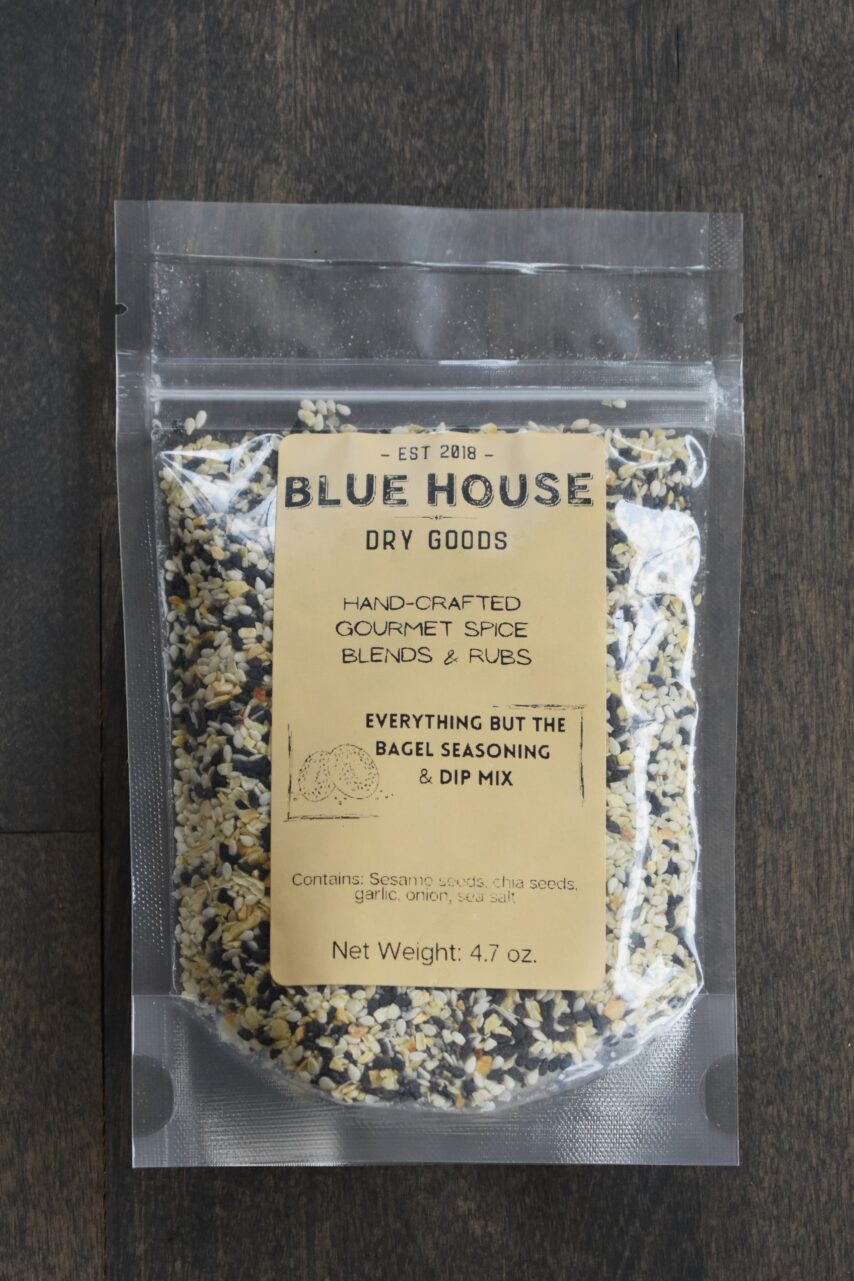 - EST 2018 -
BLUE HOUSE
DRY GOODS
HAND-CRAFTED
GOURMET SPICE
BLENDS & RUBS
EVERYTHING BUT THE
BAGEL SEASONING
& DIP MIX
Contains: Sesame seeds, chia seeds,
garlic, onion, sea salt
Net Weight: 4.7 oz.